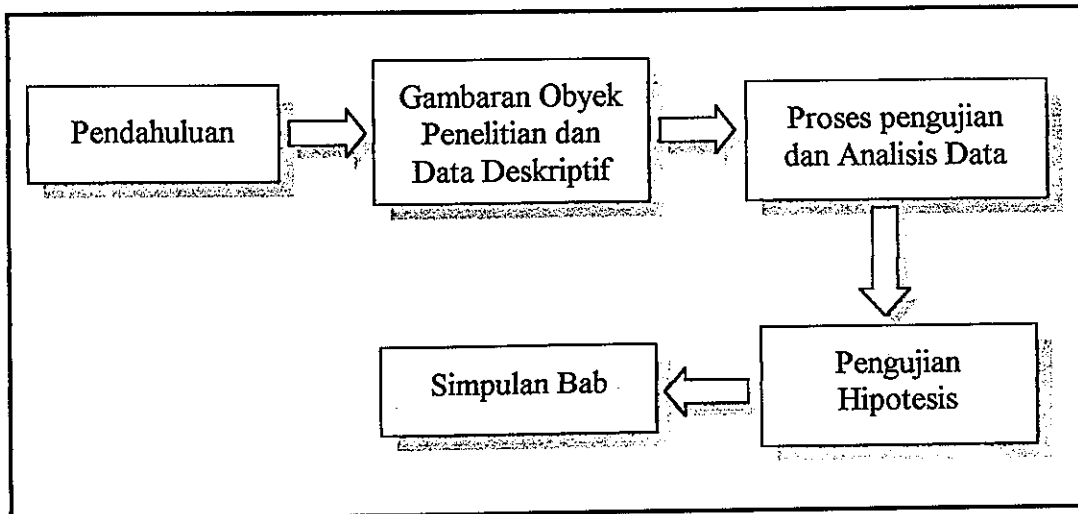 Pendahuluan
Gambaran Obyek
Penelitian dan
Data Deskriptif
Proses pengujian
dan Analisis Data
Pengujian
Hipotesis
Simpulan Bab